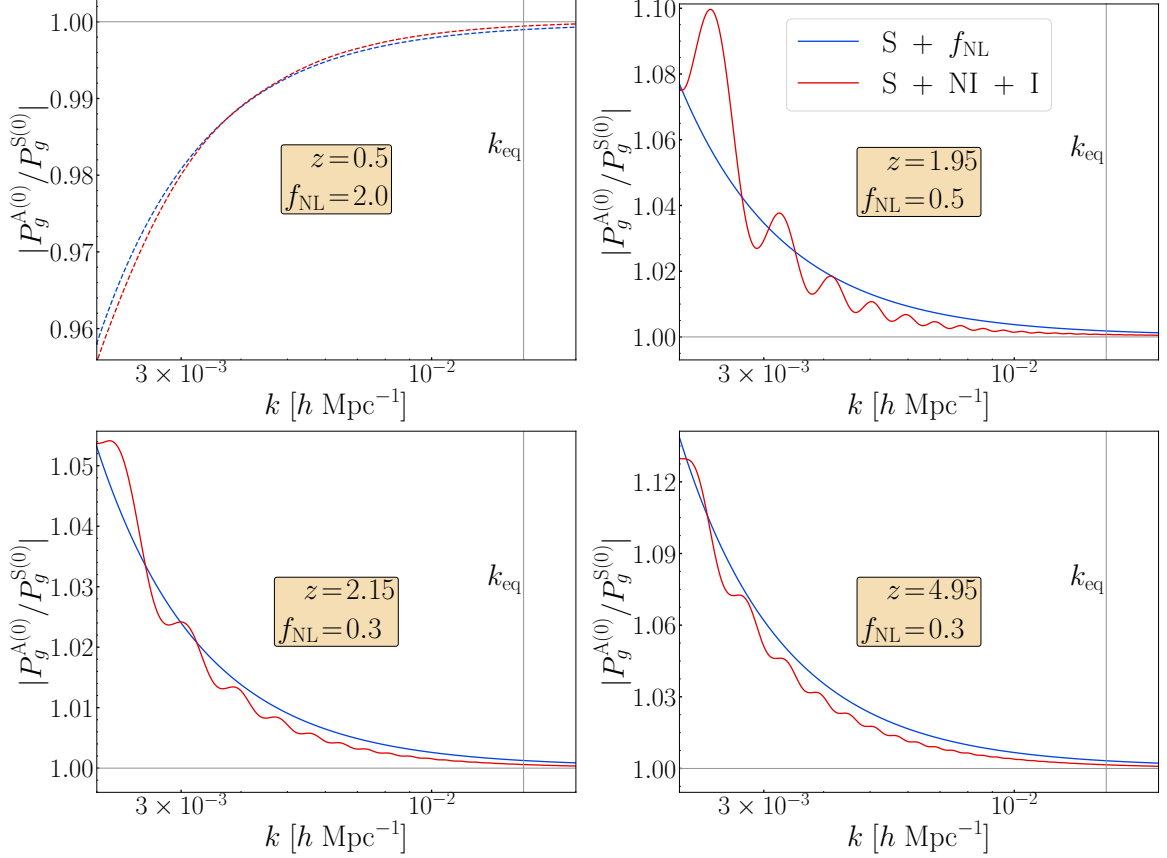 1.00
0.99
0.98
0.97
0.96
|P_g^{A(0)}/P_g^{S(0)}|
k_eq
z=0.5
f_NL=2.0
3 × 10⁻³
10⁻²
k [h Mpc⁻¹]
1.10
1.08
1.06
1.04
1.02
1.00
|P_g^{A(0)}/P_g^{S(0)}|
S + f_NL
S + NI + I
k_eq
z=1.95
f_NL=0.5
3 × 10⁻³
10⁻²
k [h Mpc⁻¹]
1.05
1.04
1.03
1.02
1.01
1.00
|P_g^{A(0)}/P_g^{S(0)}|
k_eq
z=2.15
f_NL=0.3
3 × 10⁻³
10⁻²
k [h Mpc⁻¹]
1.12
1.09
1.06
1.03
1.00
|P_g^{A(0)}/P_g^{S(0)}|
k_eq
z=4.95
f_NL=0.3
3 × 10⁻³
10⁻²
k [h Mpc⁻¹]